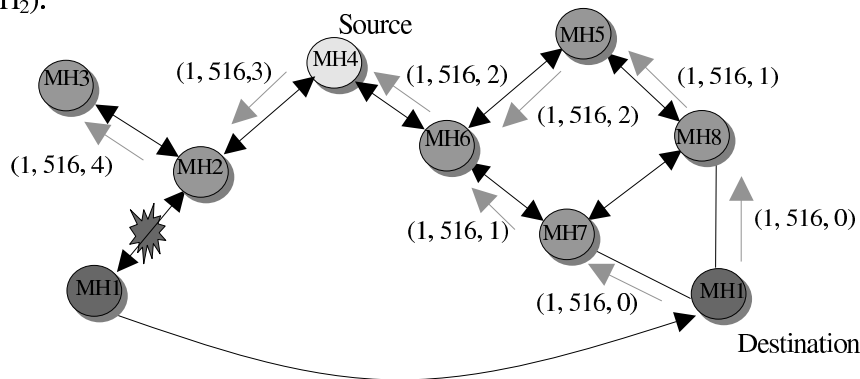 H₂).
Source
MH5
MH3
MH4
(1, 516,3)
(1, 516, 2)
(1, 516, 1)
(1, 516, 2)
MH6
MH8
(1, 516, 4)
MH2
(1, 516, 0)
(1, 516, 1)
MH7
MH1
MH1
(1, 516, 0)
Destination